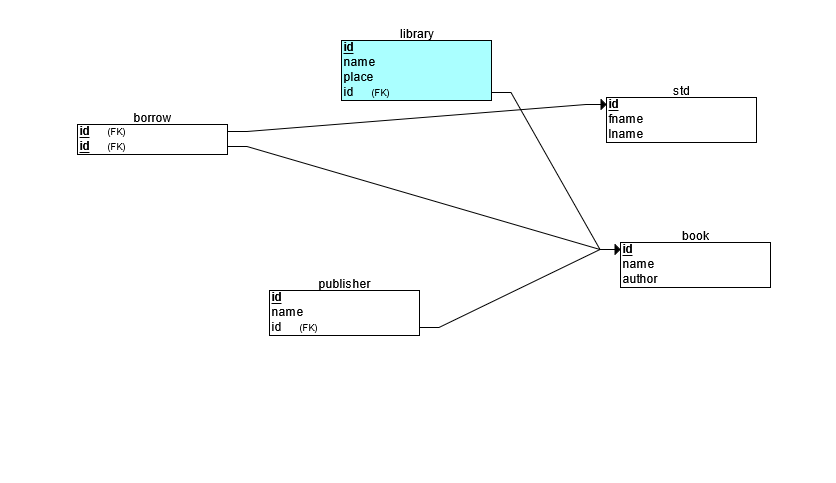 library
id
name
place
id (FK)
std
id
fname
lname
borrow
id (FK)
id (FK)
book
id
name
author
publisher
id
name
id (FK)